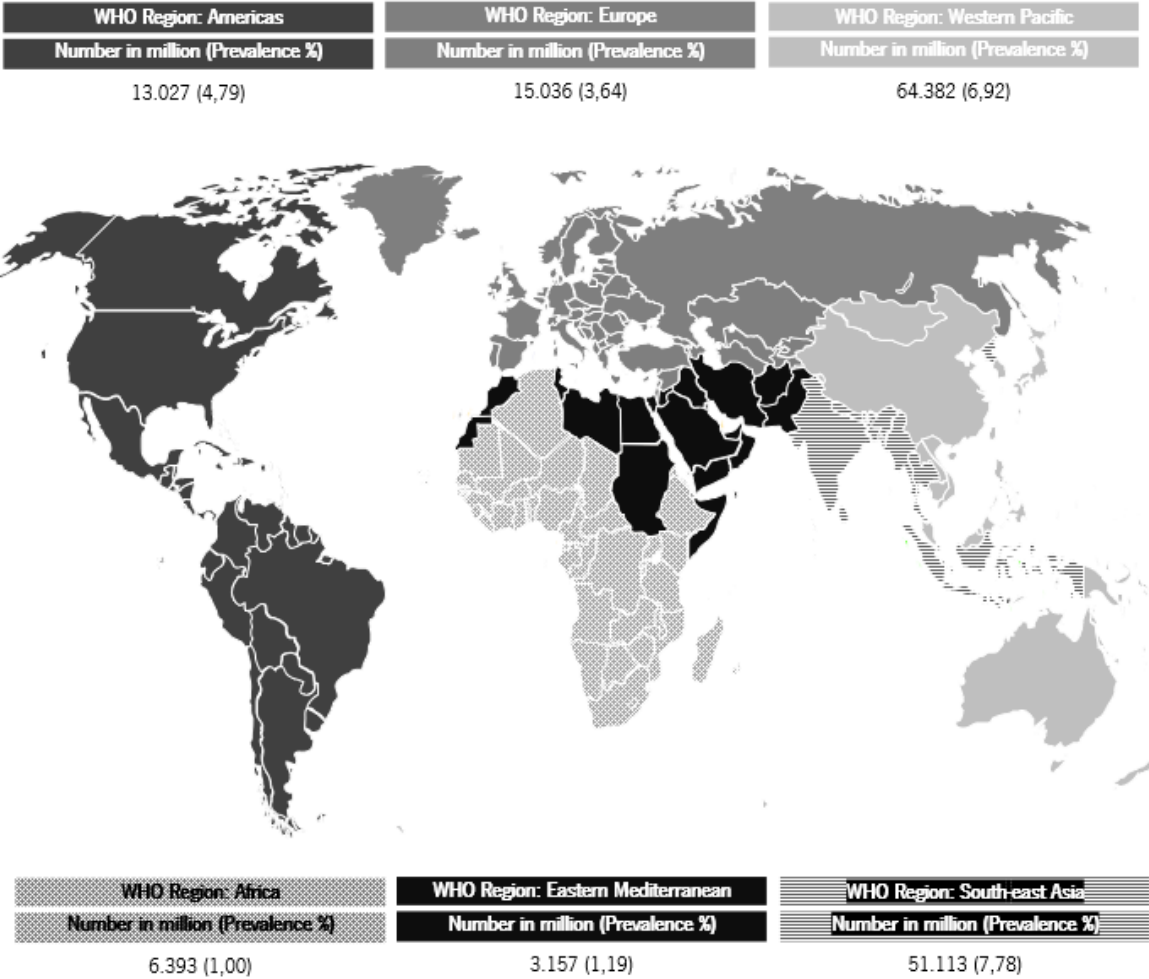 WHO Region: Americas
Number in million (Prevalence %)
13.027 (4,79)
WHO Region: Europe
Number in million (Prevalence %)
15.036 (3,64)
WHO Region: Western Pacific
Number in million (Prevalence %)
64.382 (6,92)
WHO Region: Africa
Number in million (Prevalence %)
6.393 (1,00)
WHO Region: Eastern Mediterranean
Number in million (Prevalence %)
3.157 (1,19)
WHO Region: South-east Asia
Number in million (Prevalence %)
51.113 (7,78)